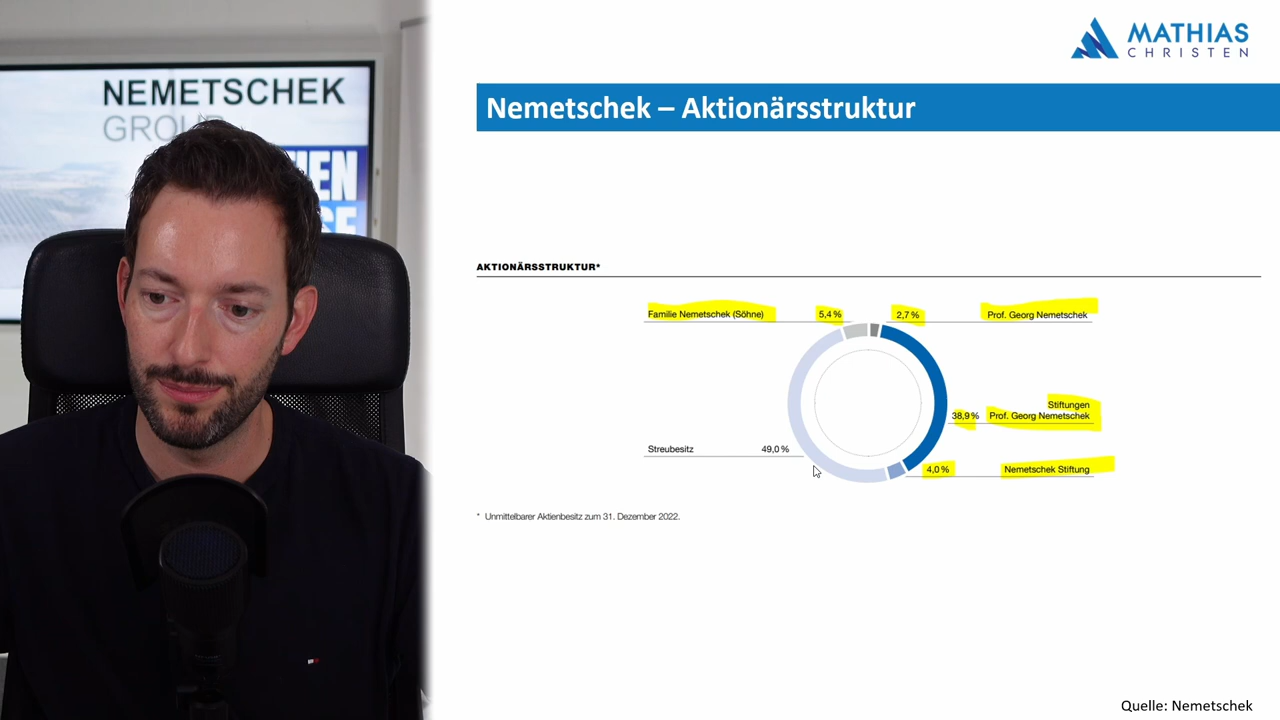 NEMETSCHEK
GROUP
MATHIAS
CHRISTEN
Nemetschek – Aktionärsstruktur
AKTIONÄRSSTRUKTUR*
Familie Nemetschek (Söhne) 5,4 %
2,7 % Prof. Georg Nemetschek
Stiftungen
38,9 % Prof. Georg Nemetschek
Streubesitz 49,0 %
4,0 % Nemetschek Stiftung
* Unmittelbarer Aktienbesitz zum 31. Dezember 2022.
Quelle: Nemetschek